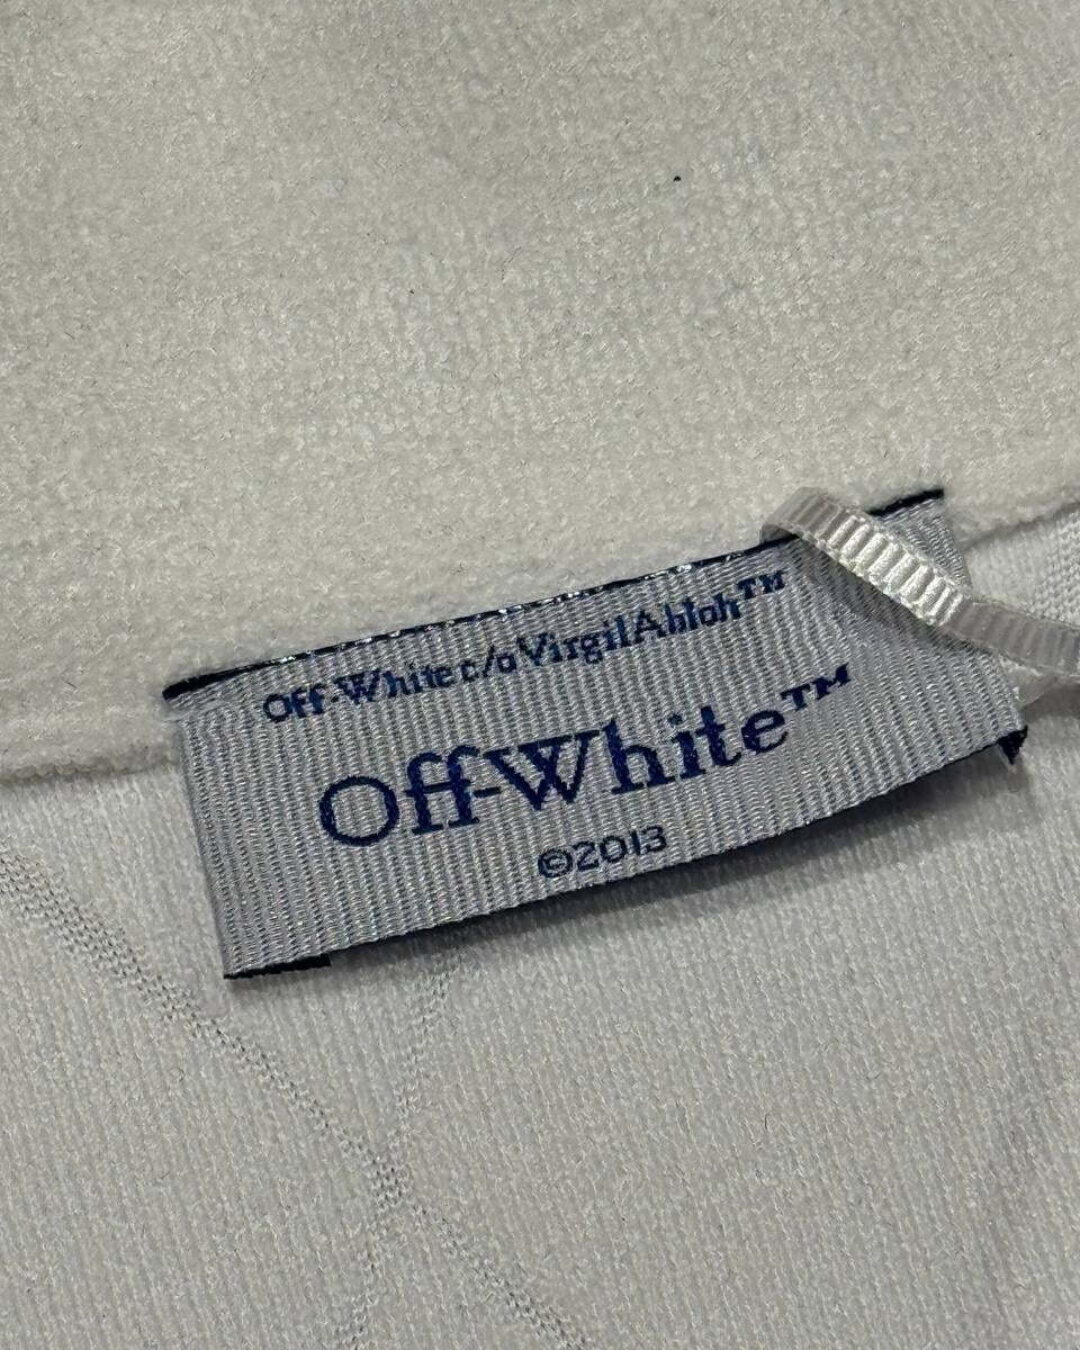 Off-White c/o Virgil Abloh™
Off-White™
©2013